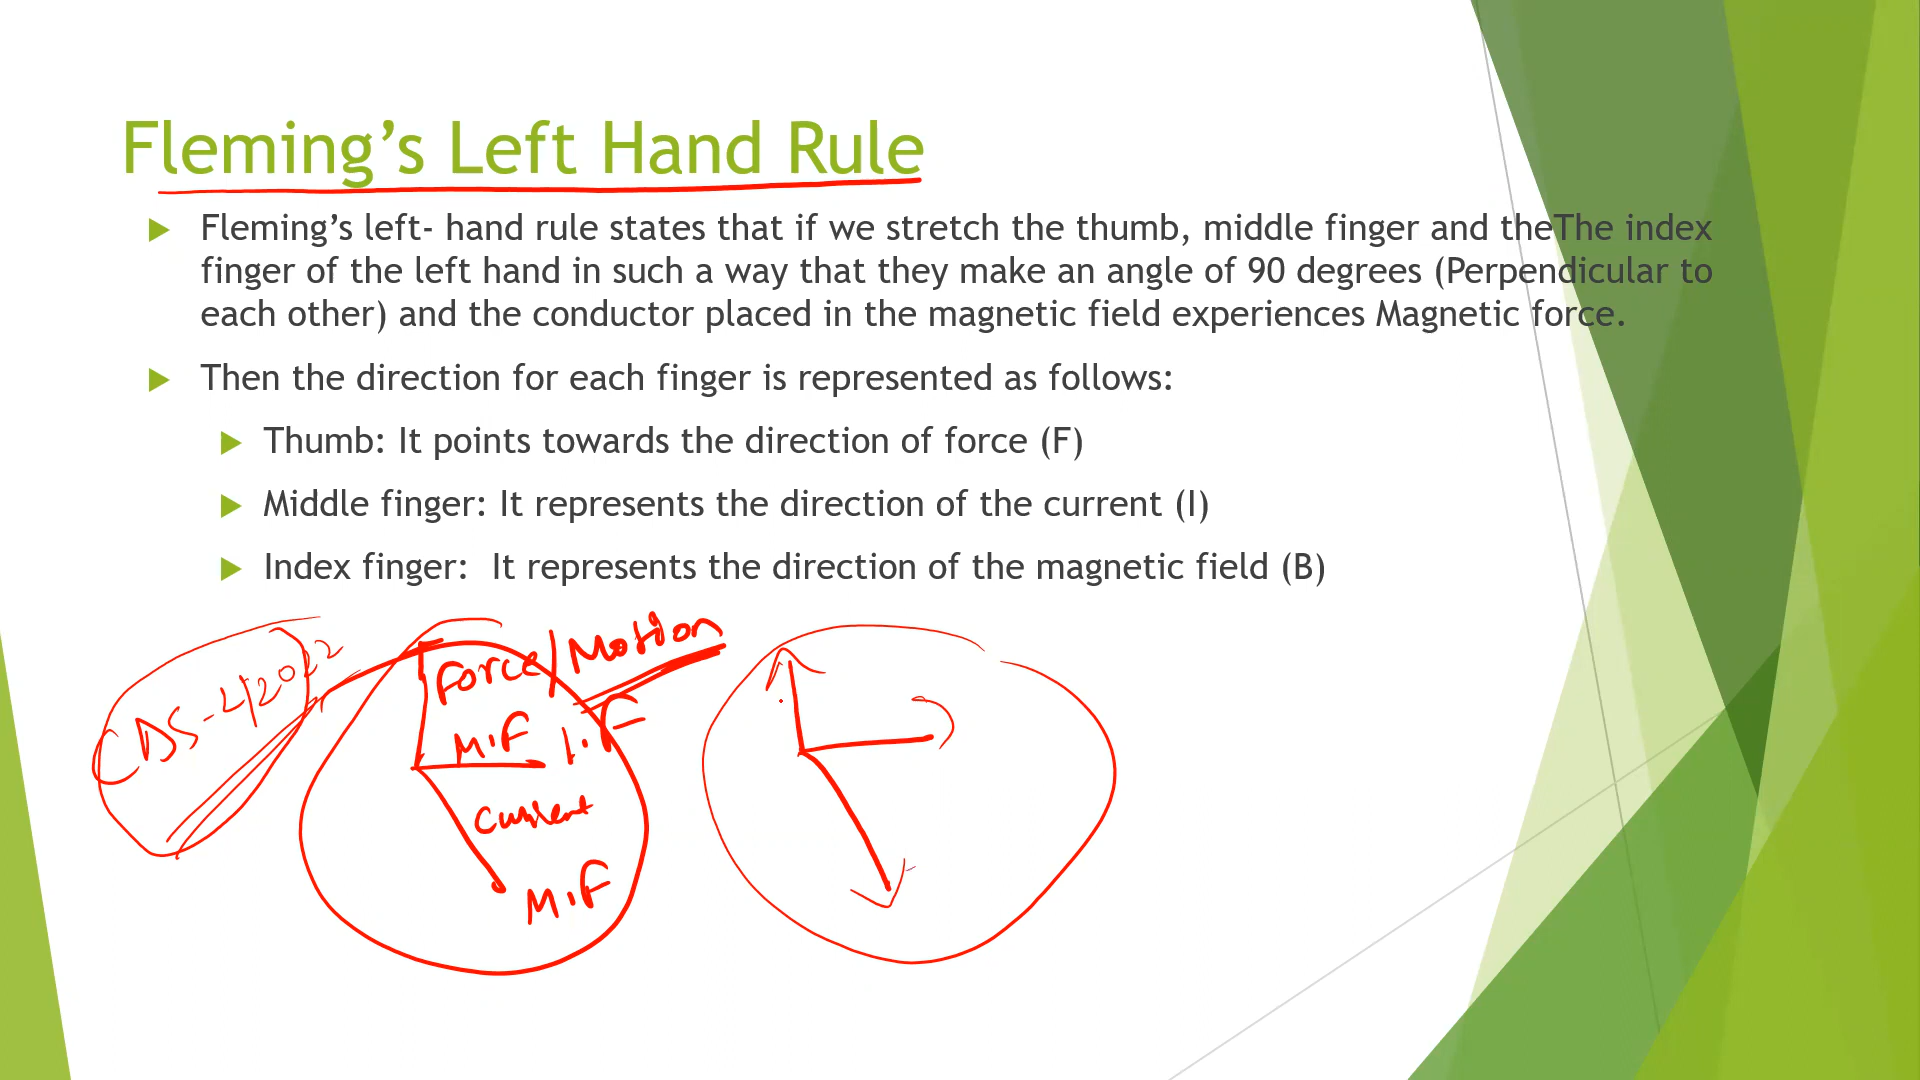 Fleming’s Left Hand Rule
Fleming’s left- hand rule states that if we stretch the thumb, middle finger and theThe index
finger of the left hand in such a way that they make an angle of 90 degrees (Perpendicular to
each other) and the conductor placed in the magnetic field experiences Magnetic force.
Then the direction for each finger is represented as follows:
Thumb: It points towards the direction of force (F)
Middle finger: It represents the direction of the current (I)
Index finger:  It represents the direction of the magnetic field (B)
CDS-2/2022
Force/Motion
M.F I.F
Current
M.F